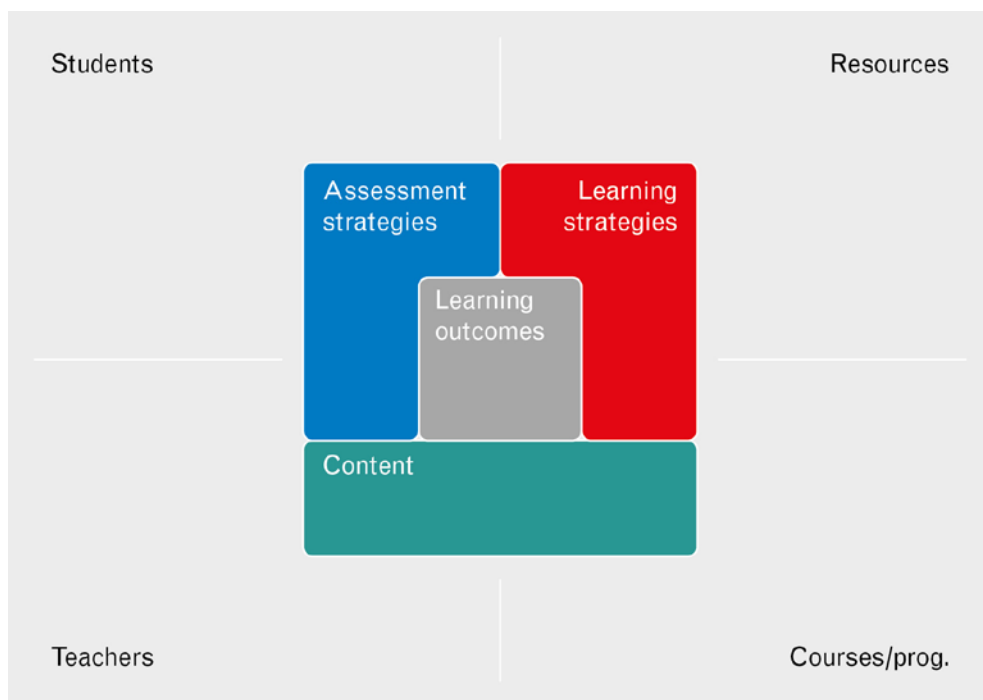 Students
Resources
Assessment
strategies
Learning
strategies
Learning
outcomes
Content
Teachers
Courses/prog.